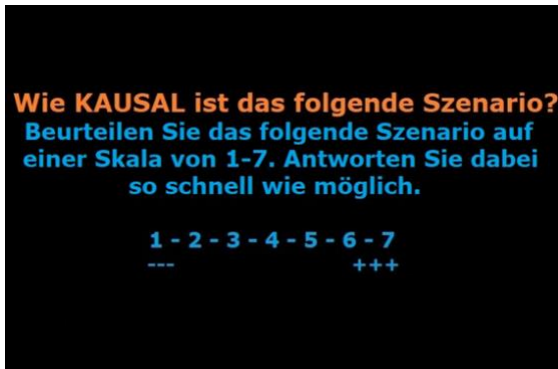 Wie KAUSAL ist das folgende Szenario?
Beurteilen Sie das folgende Szenario auf
einer Skala von 1-7. Antworten Sie dabei
so schnell wie möglich.
1 - 2 - 3 - 4 - 5 - 6 - 7
--- +++